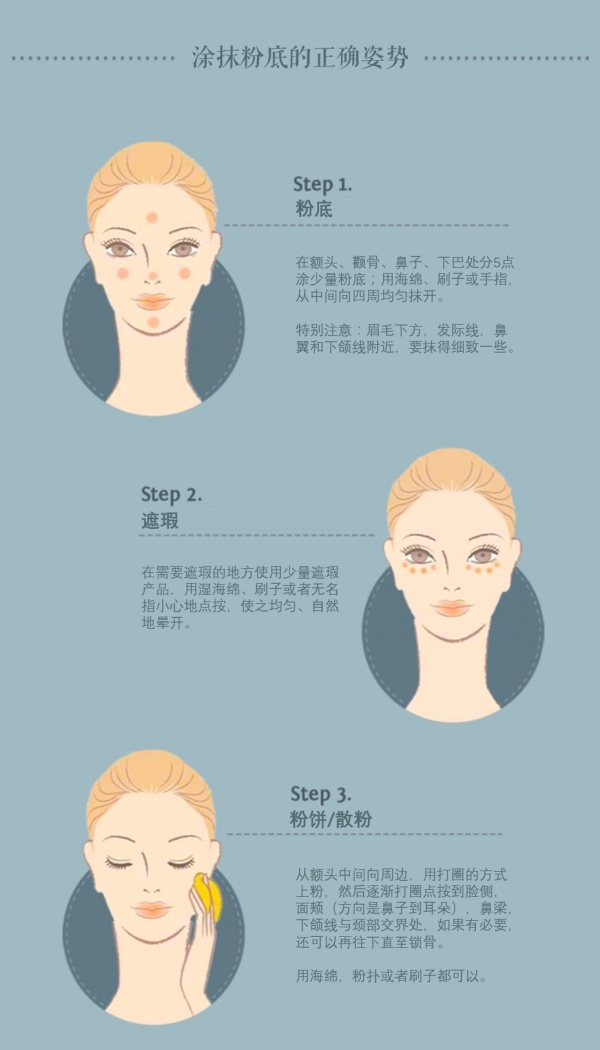 涂抹粉底的正确姿势
Step 1.
粉底
在额头、颧骨、鼻子、下巴处分5点
涂少量粉底；用海绵、刷子或手指,
从中间向四周均匀抹开。
特别注意：眉毛下方, 发际线, 鼻
翼和下颌线附近, 要抹得细致一些。
Step 2.
遮瑕
在需要遮瑕的地方使用少量遮瑕
产品, 用湿海绵、刷子或者无名
指小心地点按, 使之均匀、自然
地晕开。
Step 3.
粉饼/散粉
从额头中间向周边, 用打圈的方式
上粉, 然后逐渐打圈点按到脸侧,
面颊（方向是鼻子到耳朵）, 鼻梁,
下颌线与颈部交界处, 如果有必要,
还可以再往下直至锁骨。
用海绵, 粉扑或者刷子都可以。